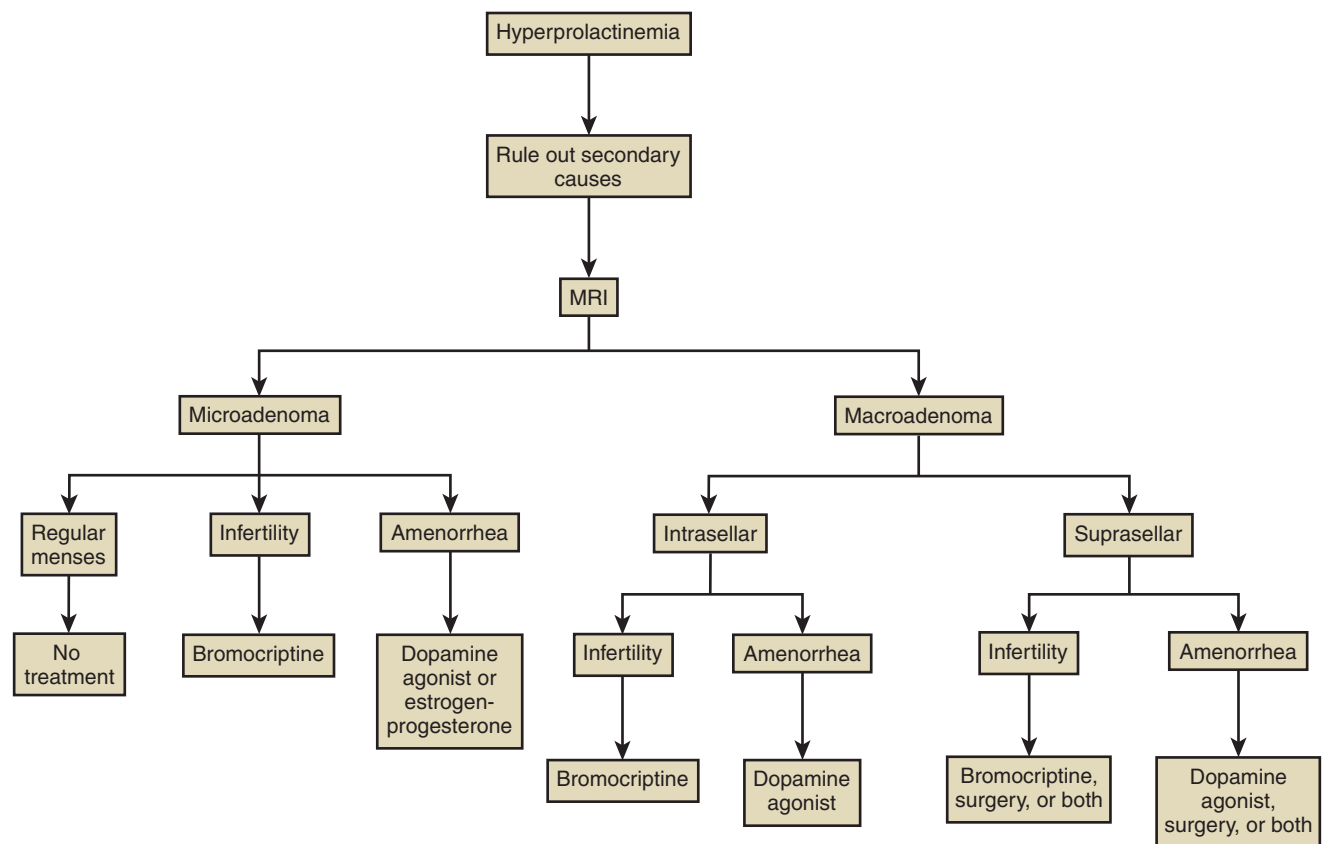 Hyperprolactinemia
Rule out secondary
causes
MRI
Microadenoma
Macroadenoma
Regular
menses
Infertility
Amenorrhea
Intrasellar
Suprasellar
No
treatment
Bromocriptine
Dopamine
agonist or
estrogen-
progesterone
Infertility
Amenorrhea
Infertility
Amenorrhea
Bromocriptine
Dopamine
agonist
Bromocriptine,
surgery, or both
Dopamine
agonist,
surgery, or both